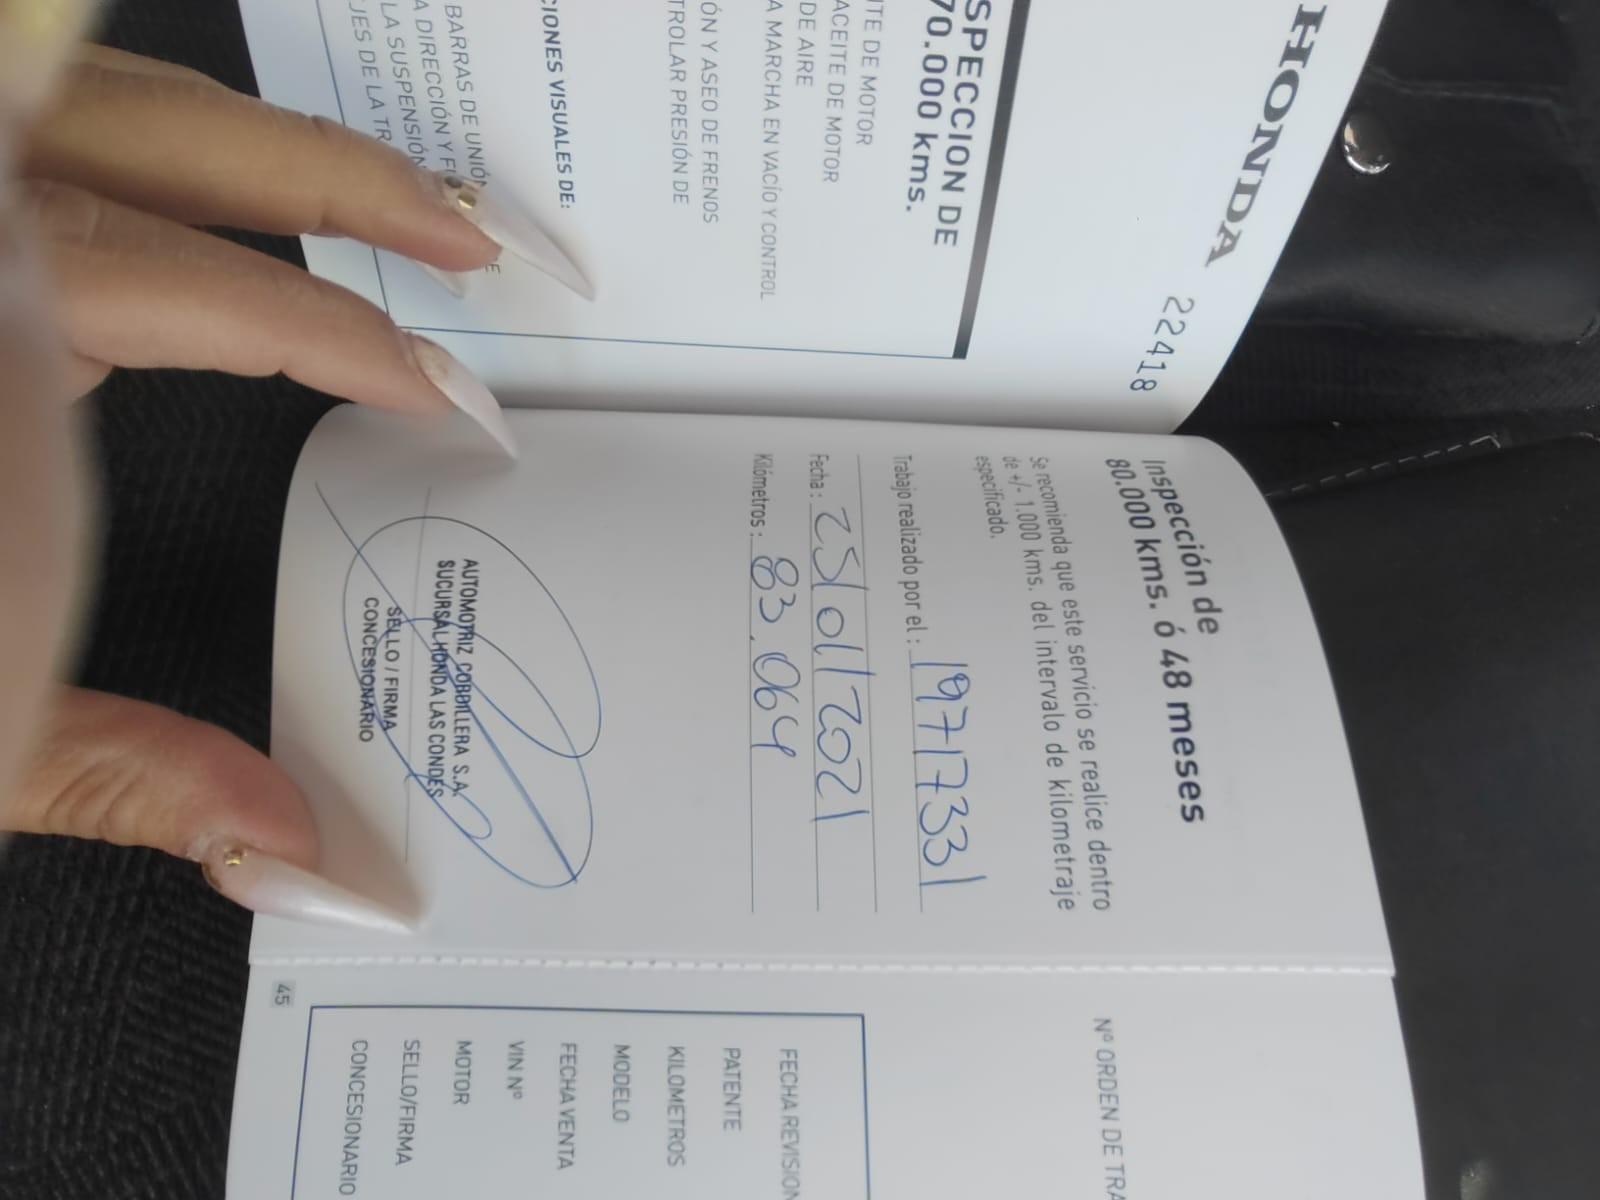 HONDA
22418
SPECCION DE
70.000 kms.
TE DE MOTOR
ACEITE DE MOTOR
DE AIRE
A MARCHA EN VACÍO Y CONTROL
ÓN Y ASEO DE FRENOS
TROLAR PRESIÓN DE
CIONES VISUALES DE:
BARRAS DE UNIÓN
A DIRECCIÓN Y F
LA SUSPENSIÓN
JES DE LA TR
Inspección de
80.000 kms. ó 48 meses
Se recomienda que este servicio se realice dentro
de +/- 1.000 kms. del intervalo de kilometraje
especificado.
Trabajo realizado por el : 19717331
Fecha : 25/01/2021
Kilómetros : 83.064
AUTOMOTRIZ CORDILLERA S.A.
SUCURSAL HONDA LAS CONDES
SELLO / FIRMA
CONCESIONARIO
Nº ORDEN DE TRA
FECHA REVISION
PATENTE
KILOMETROS
MODELO
FECHA VENTA
VIN Nº
MOTOR
SELLO/FIRMA
CONCESIONARIO
45